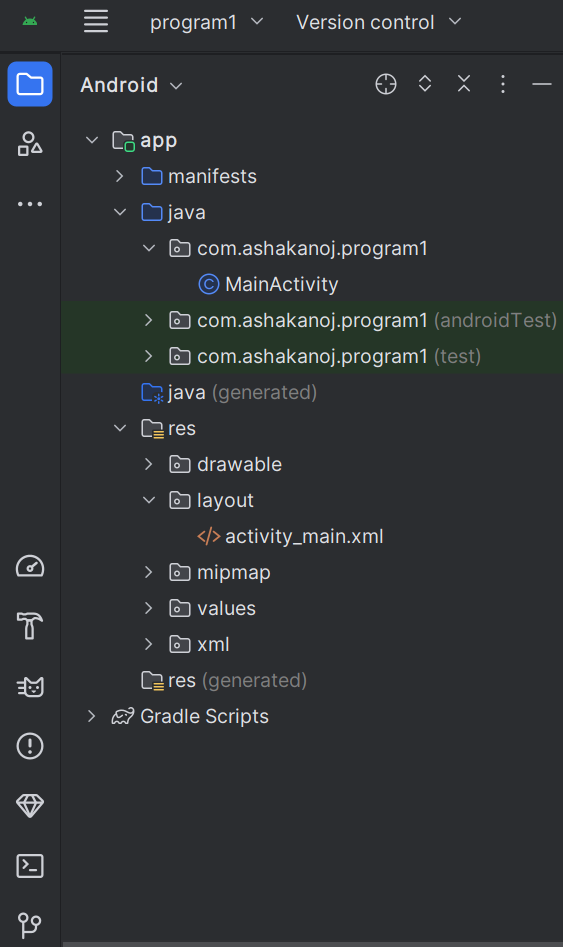 program1 Version control
Android
app
manifests
java
com.ashakanoj.program1
MainActivity
com.ashakanoj.program1 (androidTest)
com.ashakanoj.program1 (test)
java (generated)
res
drawable
layout
activity_main.xml
mipmap
values
xml
res (generated)
Gradle Scripts